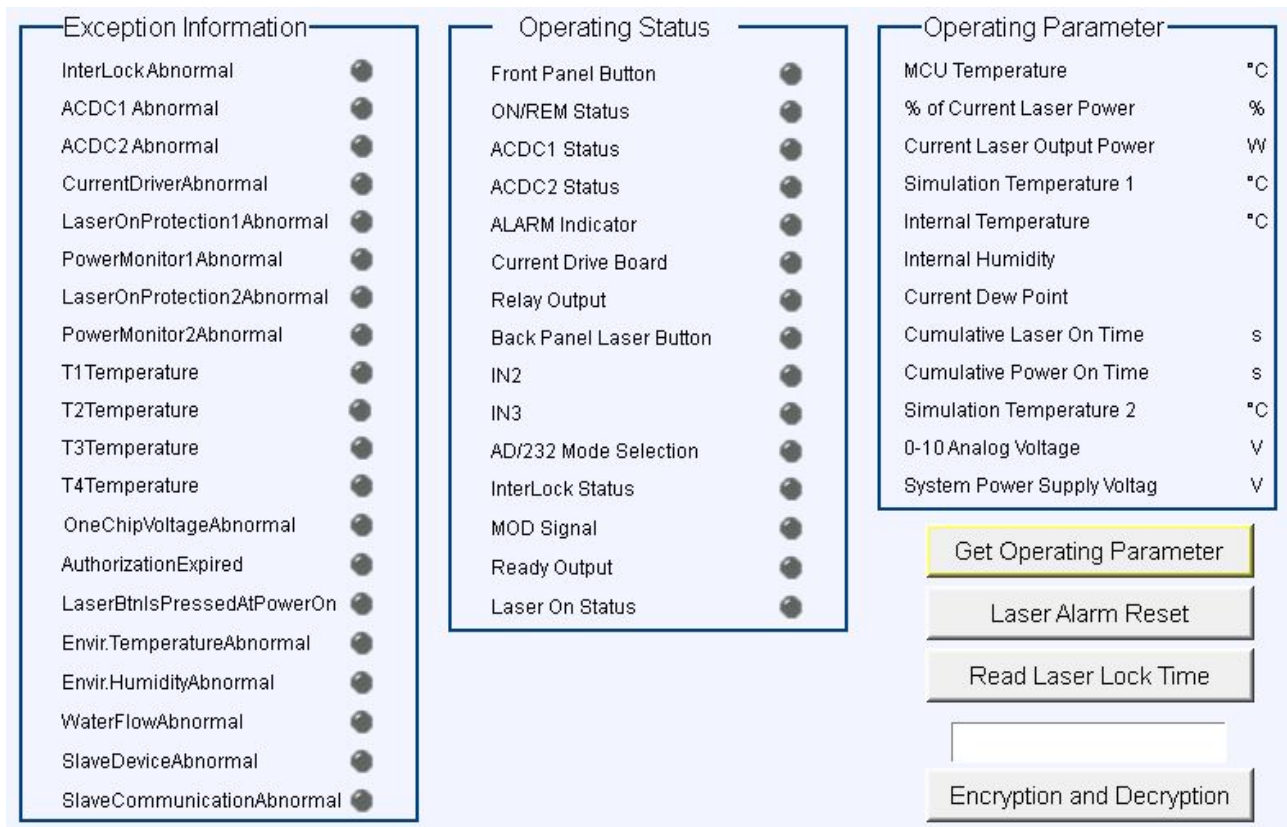 Exception Information
InterLock Abnormal
ACDC1 Abnormal
ACDC2 Abnormal
CurrentDriverAbnormal
LaserOnProtection1Abnormal
PowerMonitor1Abnormal
LaserOnProtection2Abnormal
PowerMonitor2Abnormal
T1Temperature
T2Temperature
T3Temperature
T4Temperature
OneChipVoltageAbnormal
AuthorizationExpired
LaserBtnIsPressedAtPowerOn
Envir.TemperatureAbnormal
Envir.HumidityAbnormal
WaterFlowAbnormal
SlaveDeviceAbnormal
SlaveCommunicationAbnormal
Operating Status
Front Panel Button
ON/REM Status
ACDC1 Status
ACDC2 Status
ALARM Indicator
Current Drive Board
Relay Output
Back Panel Laser Button
IN2
IN3
AD/232 Mode Selection
InterLock Status
MOD Signal
Ready Output
Laser On Status
Operating Parameter
MCU Temperature °C
% of Current Laser Power %
Current Laser Output Power W
Simulation Temperature 1 °C
Internal Temperature °C
Internal Humidity
Current Dew Point
Cumulative Laser On Time s
Cumulative Power On Time s
Simulation Temperature 2 °C
0-10 Analog Voltage V
System Power Supply Voltag V
Get Operating Parameter
Laser Alarm Reset
Read Laser Lock Time
Encryption and Decryption